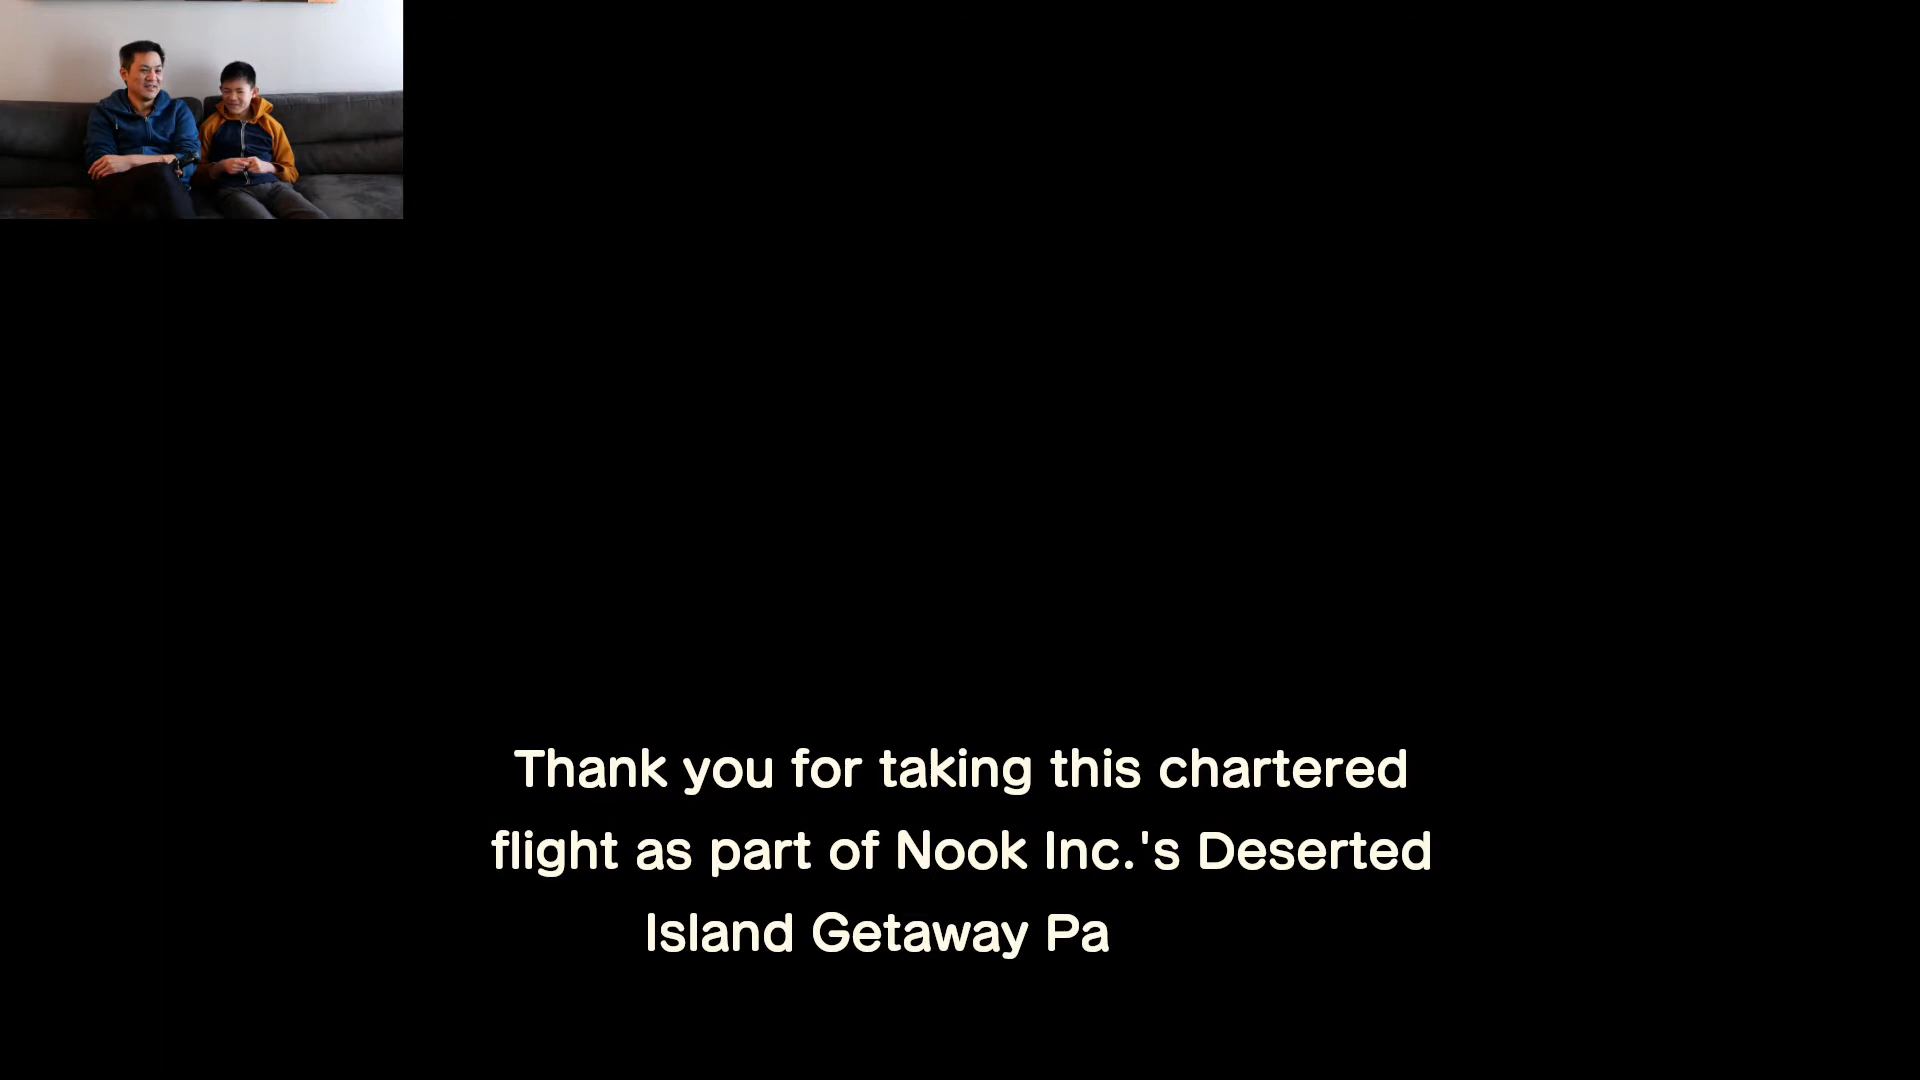 Thank you for taking this chartered
flight as part of Nook Inc.'s Deserted
Island Getaway Pa